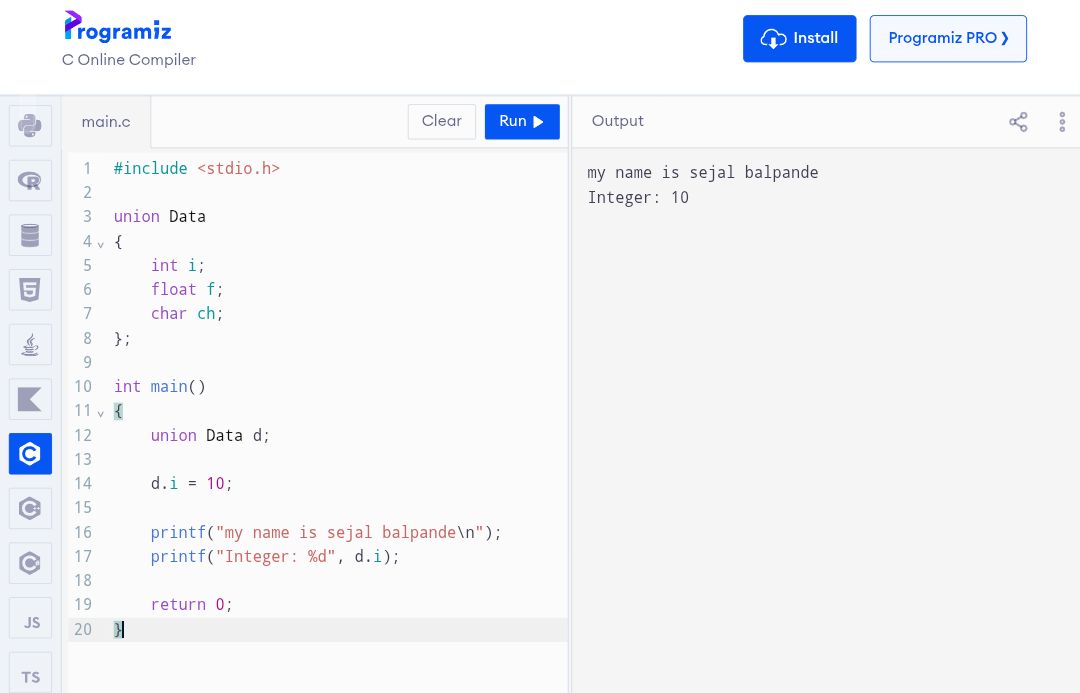 Programiz
C Online Compiler
Install
Programiz PRO ❯
main.c
Clear
Run
Output
1 #include <stdio.h>
2
3 union Data
4 {
5     int i;
6     float f;
7     char ch;
8 };
9
10 int main()
11 {
12     union Data d;
13
14     d.i = 10;
15
16     printf("my name is sejal balpande\n");
17     printf("Integer: %d", d.i);
18
19     return 0;
20 }
my name is sejal balpande
Integer: 10
R
5
C
C
C
JS
TS